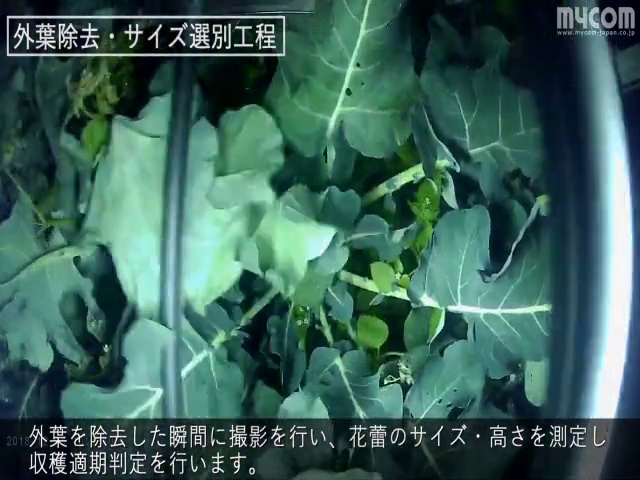 外葉除去・サイズ選別工程
mycom
www.mycom-japan.co.jp
外葉を除去した瞬間に撮影を行い、花蕾のサイズ・高さを測定し
収穫適期判定を行います。